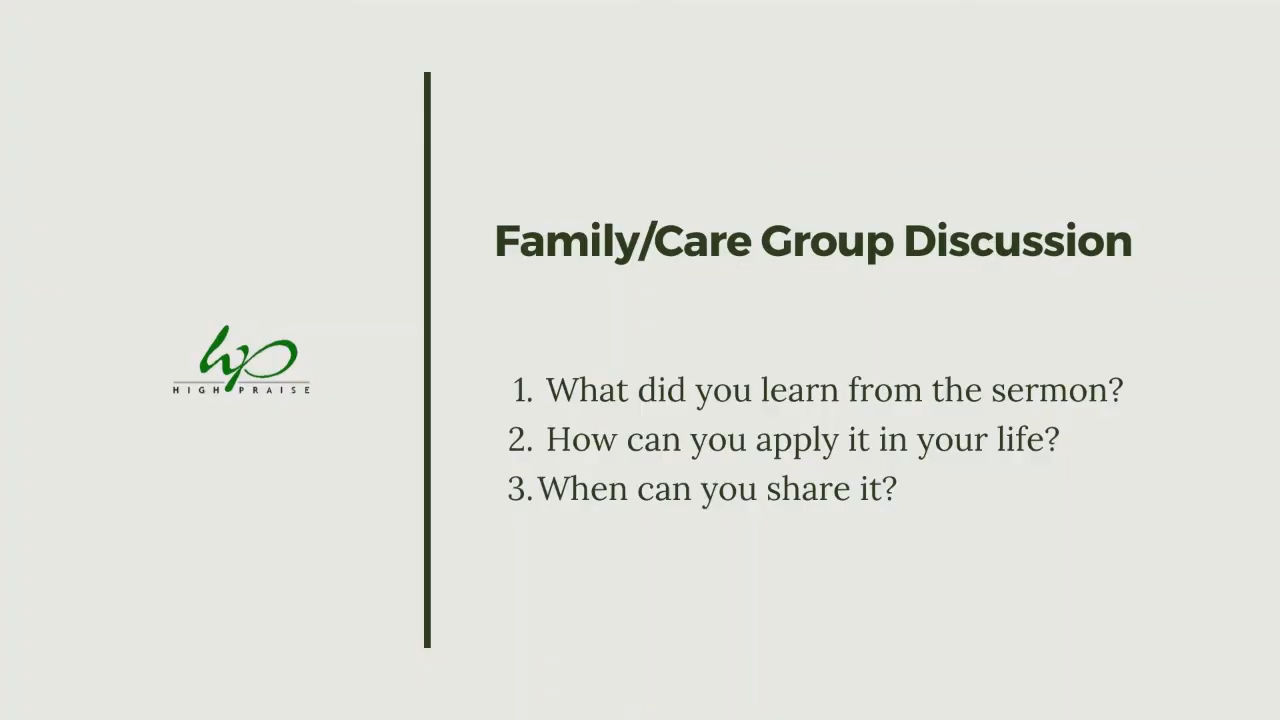 Family/Care Group Discussion
hp
HIGH PRAISE
1. What did you learn from the sermon?
2. How can you apply it in your life?
3. When can you share it?